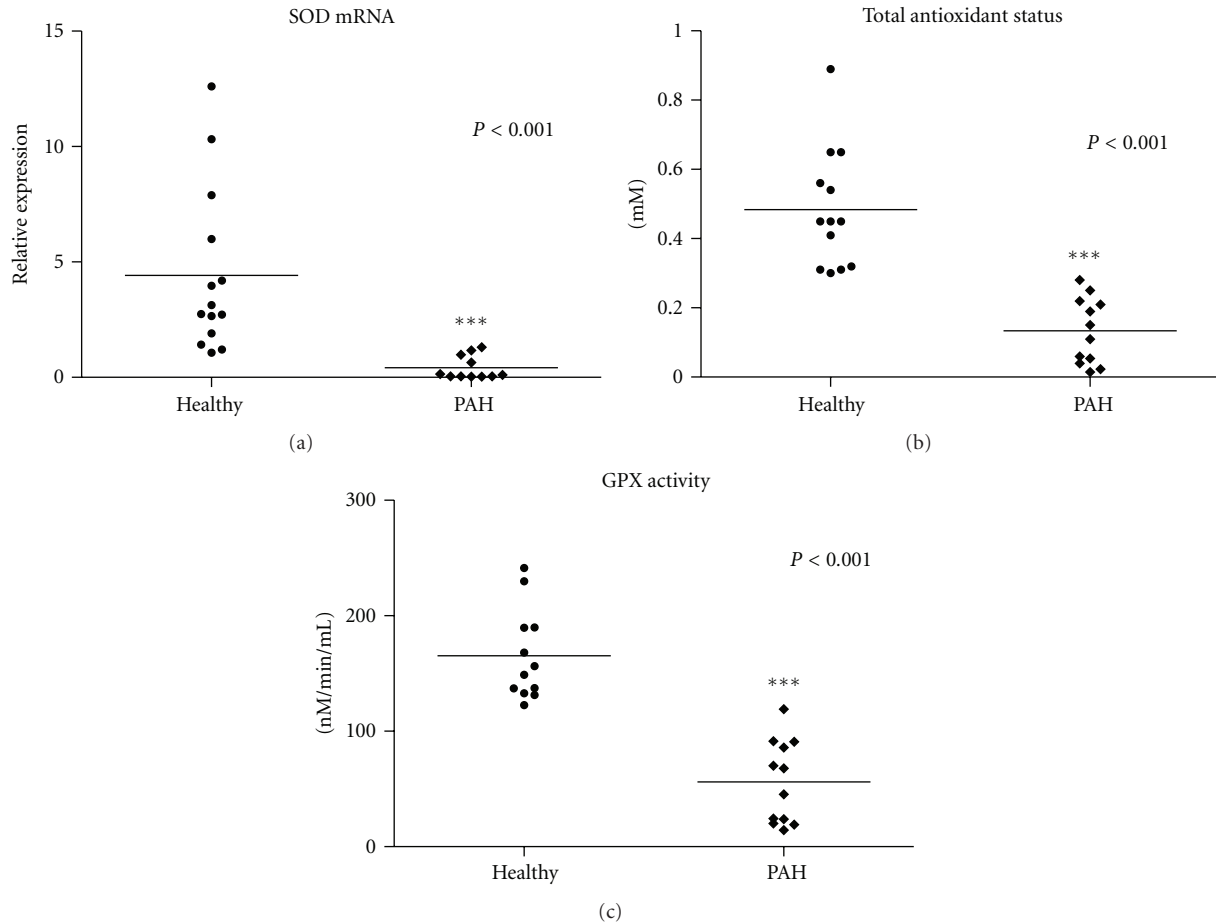 SOD mRNA
15
10
5
0
Relative expression
P < 0.001
***
Healthy
PAH
(a)
Total antioxidant status
1
0.8
0.6
0.4
0.2
0
(mM)
P < 0.001
***
Healthy
PAH
(b)
GPX activity
300
200
100
0
(nM/min/mL)
P < 0.001
***
Healthy
PAH
(c)